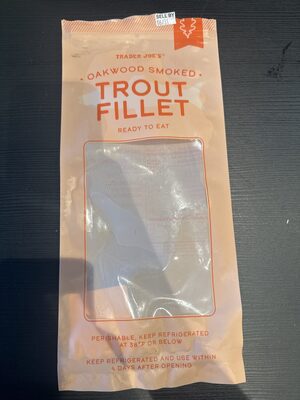 SELL BY
TRADER JOE'S
OAKWOOD SMOKED
TROUT
FILLET
READY TO EAT
PERISHABLE, KEEP REFRIGERATED
AT 38°F OR BELOW
KEEP REFRIGERATED AND USE WITHIN
4 DAYS AFTER OPENING